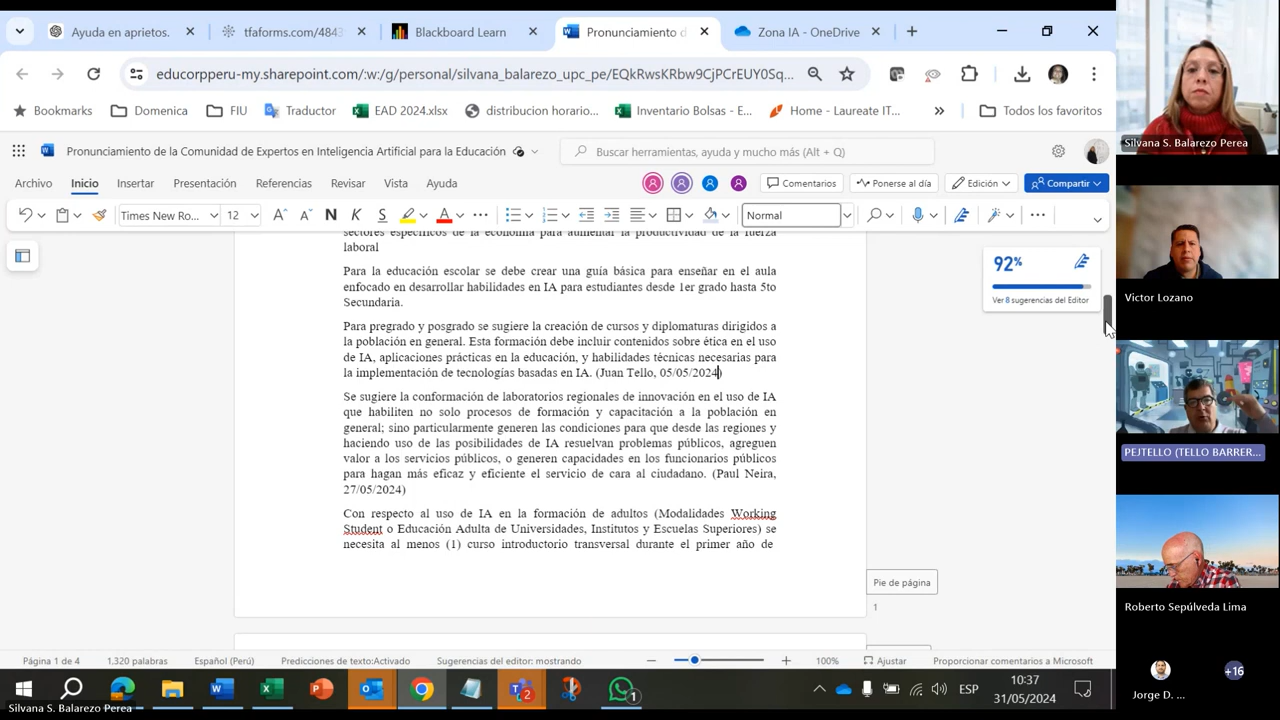 Ayuda en aprietos.
tfaforms.com/484
Blackboard Learn
Pronunciamiento d
Zona IA - OneDrive
educorpperu-my.sharepoint.com/:w:/g/personal/silvana_balarezo_upc_pe/EQkRwsKRbw9CjPCrEUY0Sq...
Bookmarks
Domenica
FIU
Traductor
EAD 2024.xlsx
distribucion horario...
Inventario Bolsas - E...
Home - Laureate IT...
»
Todos los favoritos
Pronunciamiento de la Comunidad de Expertos en Inteligencia Artificial para la Educación
Buscar herramientas, ayuda y mucho más (Alt + Q)
Archivo
Inicio
Insertar
Presentación
Referencias
Revisar
Vista
Ayuda
Comentarios
Ponerse al día
Edición
Compartir
Times New Ro...
12
N
K
S
Normal
sectores específicos de la economía para aumentar la productividad de la fuerza
laboral
Para la educación escolar se debe crear una guía básica para enseñar en el aula
enfocado en desarrollar habilidades en IA para estudiantes desde 1er grado hasta 5to
Secundaria.
Para pregrado y posgrado se sugiere la creación de cursos y diplomaturas dirigidos a
la población en general. Esta formación debe incluir contenidos sobre ética en el uso
de IA, aplicaciones prácticas en la educación, y habilidades técnicas necesarias para
la implementación de tecnologías basadas en IA. (Juan Tello, 05/05/2024)
Se sugiere la conformación de laboratorios regionales de innovación en el uso de IA
que habiliten no solo procesos de formación y capacitación a la población en
general; sino particularmente generen las condiciones para que desde las regiones y
haciendo uso de las posibilidades de IA resuelvan problemas públicos, agreguen
valor a los servicios públicos, o generen capacidades en los funcionarios públicos
para hagan más eficaz y eficiente el servicio de cara al ciudadano. (Paul Neira,
27/05/2024)
Con respecto al uso de IA en la formación de adultos (Modalidades Working
Student o Educación Adulta de Universidades, Institutos y Escuelas Superiores) se
necesita al menos (1) curso introductorio transversal durante el primer año de
92%
Ver 8 sugerencias del Editor
Pie de página
1
Página 1 de 4
1,320 palabras
Español (Perú)
Predicciones de texto:Activado
Sugerencias del editor: mostrando
100%
Ajustar
Proporcionar comentarios a Microsoft
2
1
ESP
10:37
31/05/2024
Silvana S. Balarezo Perea
Silvana S. Balarezo Perea
Victor Lozano
PEJTELLO (TELLO BARRER...
Roberto Sepúlveda Lima
Jorge D. ...
+16